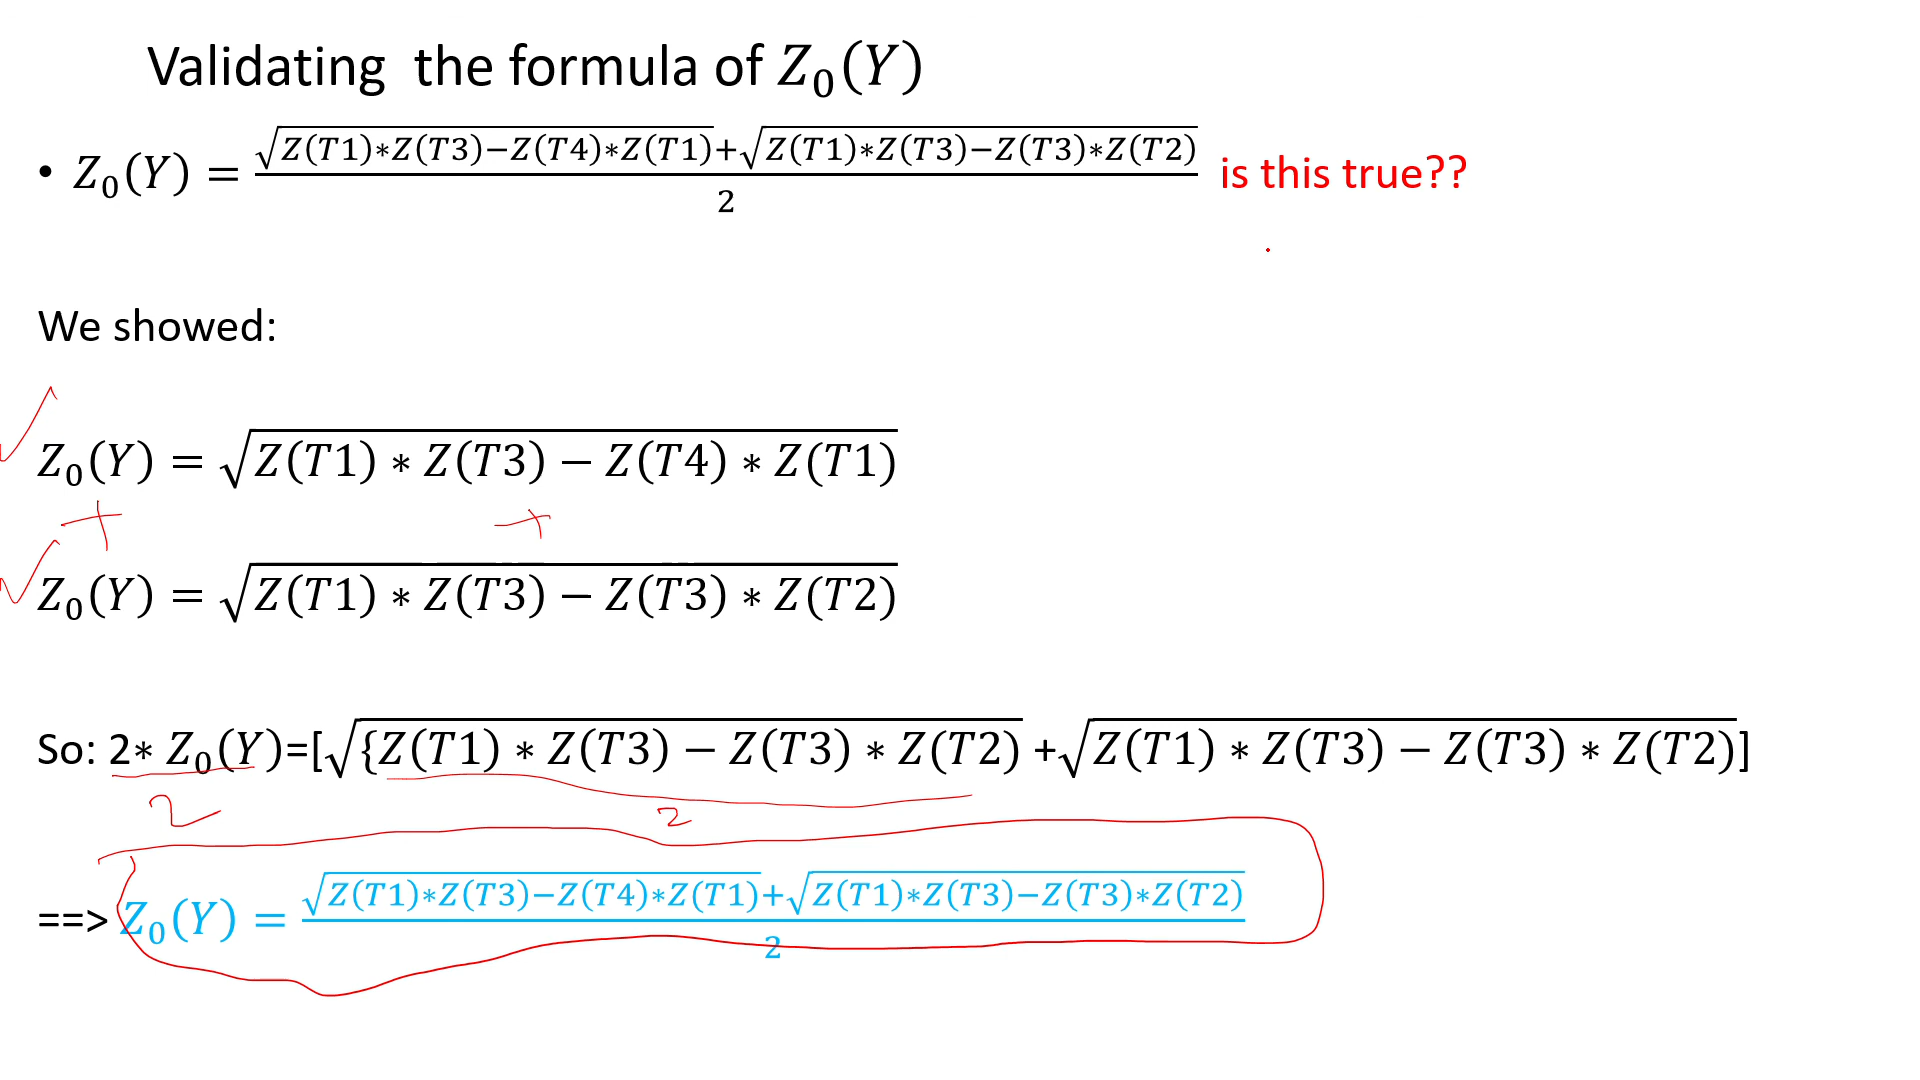 Validating the formula of Z₀(Y)
• Z₀(Y) = (√(Z(T1)∗Z(T3)−Z(T4)∗Z(T1))+√(Z(T1)∗Z(T3)−Z(T3)∗Z(T2)))/2 is this true??
We showed:
Z₀(Y) = √(Z(T1) ∗ Z(T3) − Z(T4) ∗ Z(T1))
+ +
Z₀(Y) = √(Z(T1) ∗ Z(T3) − Z(T3) ∗ Z(T2))
So: 2∗ Z₀(Y)=[√({Z(T1) ∗ Z(T3) − Z(T3) ∗ Z(T2)) +√(Z(T1) ∗ Z(T3) − Z(T3) ∗ Z(T2))]
2 2
==> Z₀(Y) = (√(Z(T1)∗Z(T3)−Z(T4)∗Z(T1))+√(Z(T1)∗Z(T3)−Z(T3)∗Z(T2)))/2